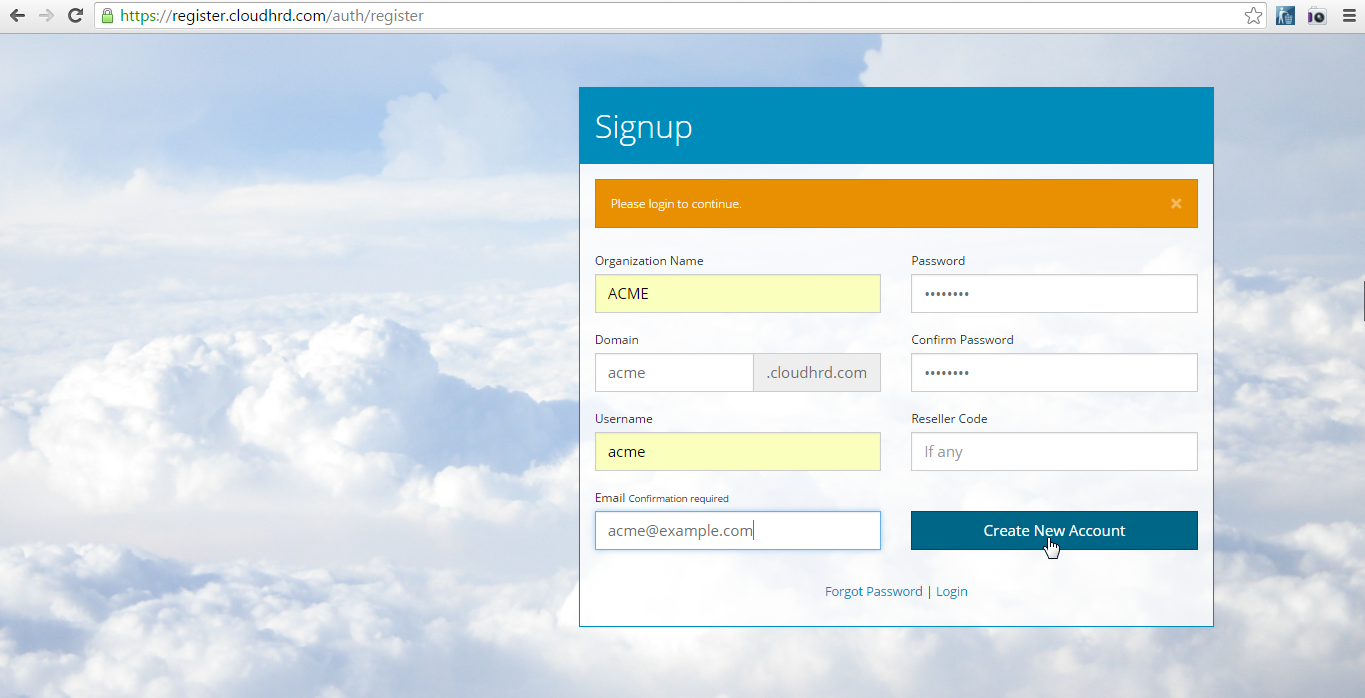 https://register.cloudhrd.com/auth/register
Signup
Please login to continue.
×
Organization Name
ACME
Password
••••••••
Domain
acme .cloudhrd.com
Confirm Password
••••••••
Username
acme
Reseller Code
If any
Email Confirmation required
acme@example.com
Create New Account
Forgot Password | Login